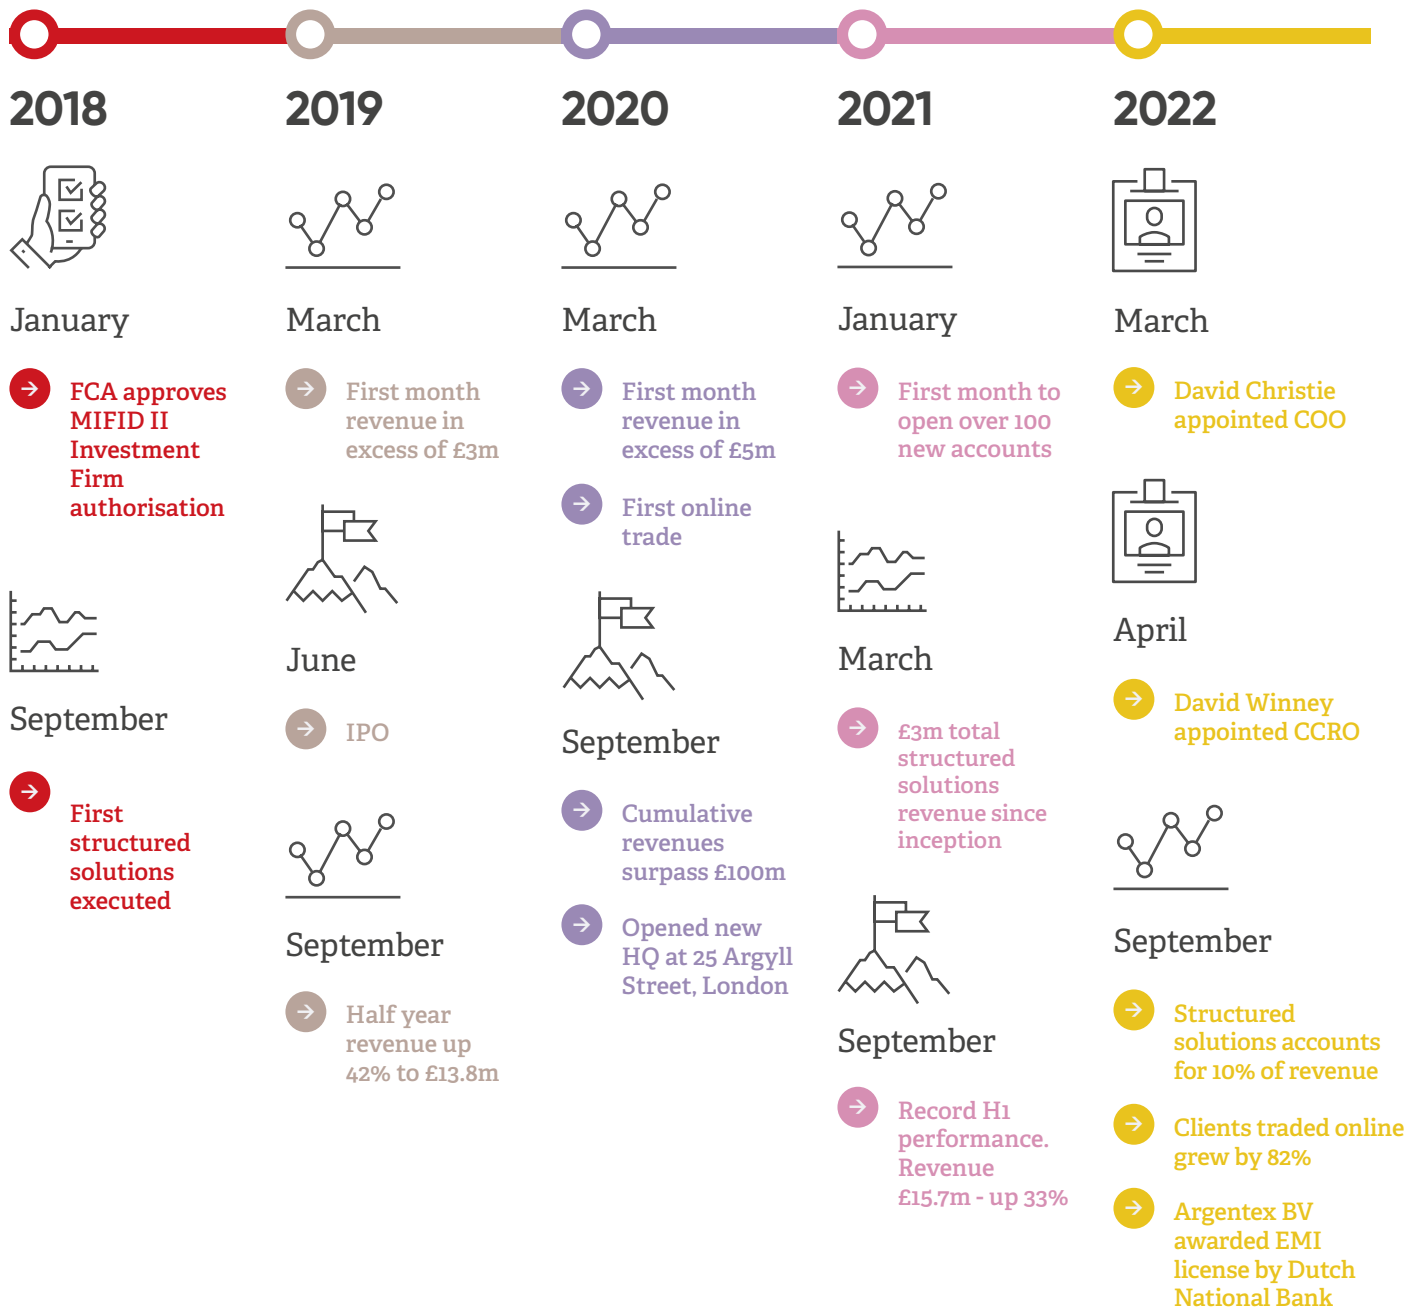 2018
January
FCA approves
MIFID II
Investment
Firm
authorisation
September
First
structured
solutions
executed
2019
March
First month
revenue in
excess of £3m
June
IPO
September
Half year
revenue up
42% to £13.8m
2020
March
First month
revenue in
excess of £5m
First online
trade
September
Cumulative
revenues
surpass £100m
Opened new
HQ at 25 Argyll
Street, London
2021
January
First month to
open over 100
new accounts
March
£3m total
structured
solutions
revenue since
inception
September
Record H1
performance.
Revenue
£15.7m - up 33%
2022
March
David Christie
appointed COO
April
David Winney
appointed CCRO
September
Structured
solutions accounts
for 10% of revenue
Clients traded online
grew by 82%
Argentex BV
awarded EMI
license by Dutch
National Bank